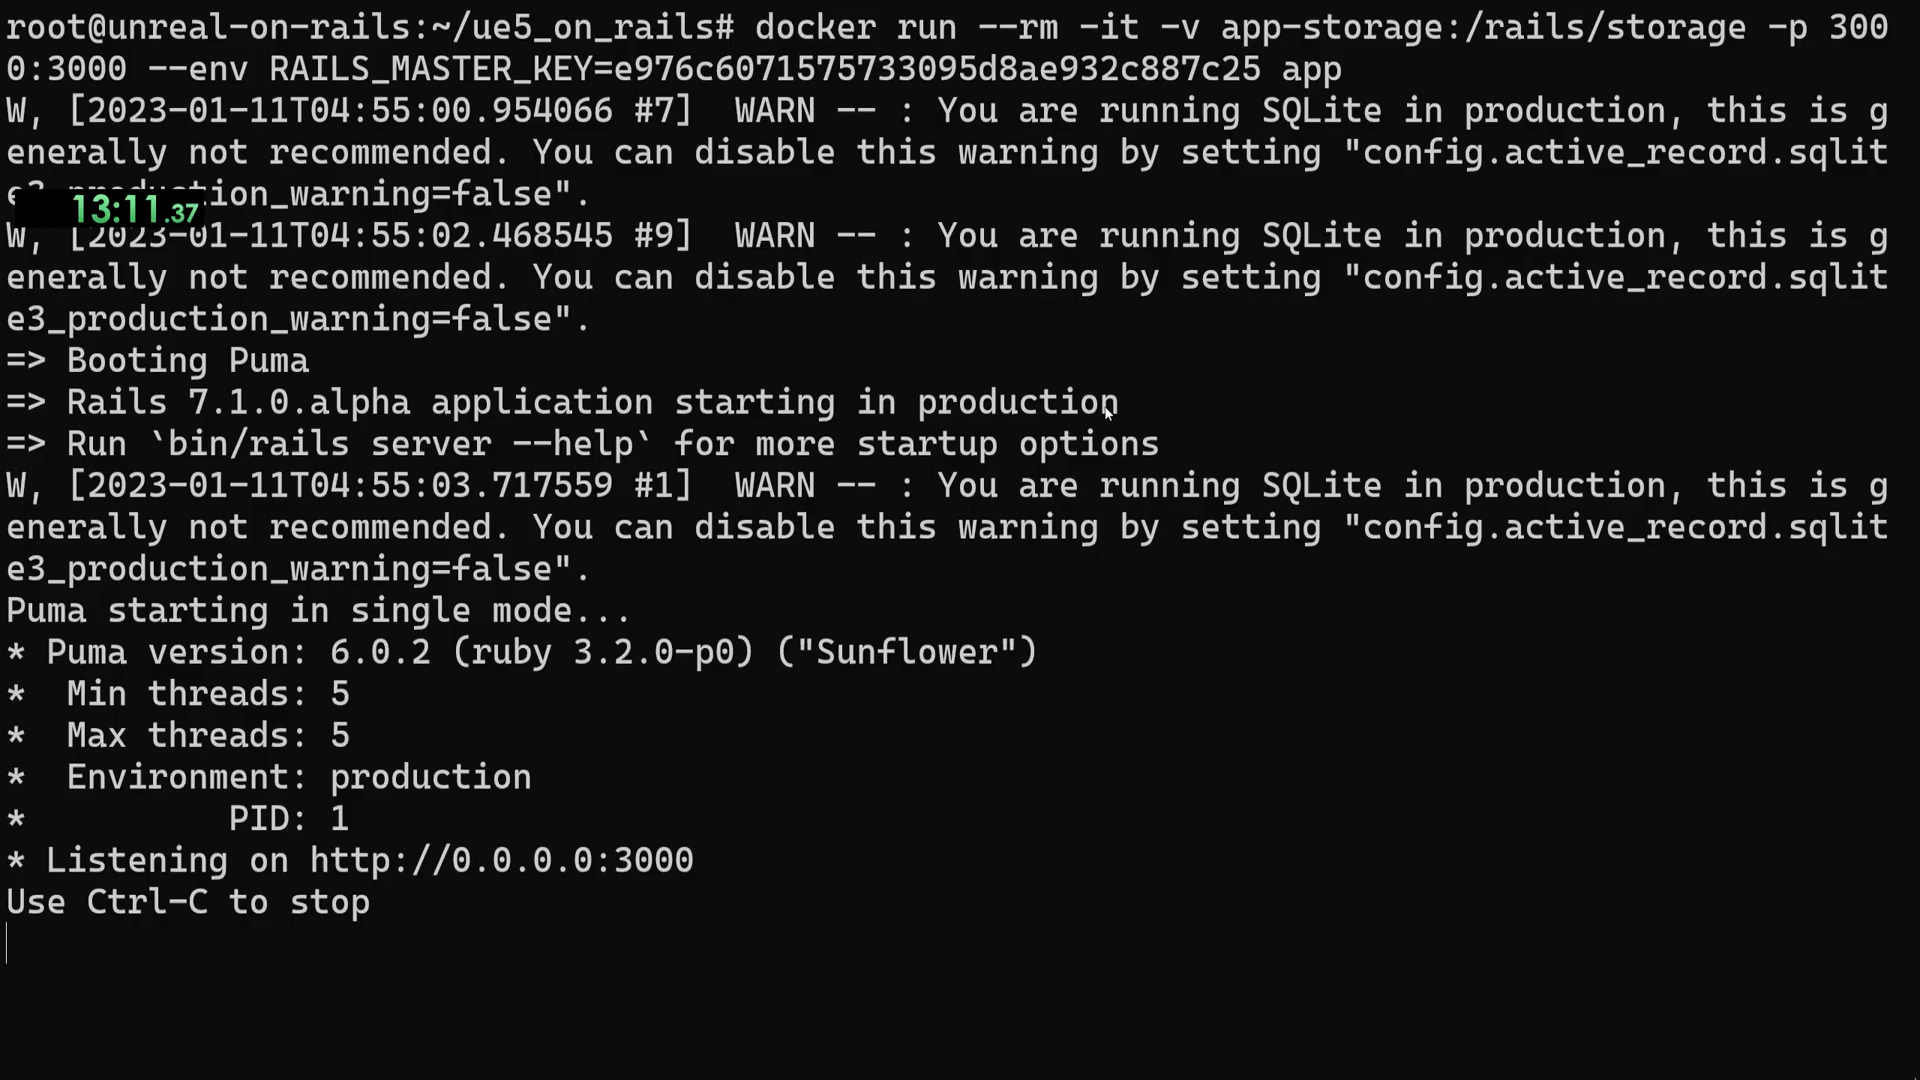 root@unreal-on-rails:~/ue5_on_rails# docker run --rm -it -v app-storage:/rails/storage -p 300
0:3000 --env RAILS_MASTER_KEY=e976c6071575733095d8ae932c887c25 app
W, [2023-01-11T04:55:00.954066 #7]  WARN -- : You are running SQLite in production, this is g
enerally not recommended. You can disable this warning by setting "config.active_record.sqlit
e3_production_warning=false".
13:11.37
W, [2023-01-11T04:55:02.468545 #9]  WARN -- : You are running SQLite in production, this is g
enerally not recommended. You can disable this warning by setting "config.active_record.sqlit
e3_production_warning=false".
=> Booting Puma
=> Rails 7.1.0.alpha application starting in production
=> Run `bin/rails server --help` for more startup options
W, [2023-01-11T04:55:03.717559 #1]  WARN -- : You are running SQLite in production, this is g
enerally not recommended. You can disable this warning by setting "config.active_record.sqlit
e3_production_warning=false".
Puma starting in single mode...
* Puma version: 6.0.2 (ruby 3.2.0-p0) ("Sunflower")
*  Min threads: 5
*  Max threads: 5
*  Environment: production
*          PID: 1
* Listening on http://0.0.0.0:3000
Use Ctrl-C to stop